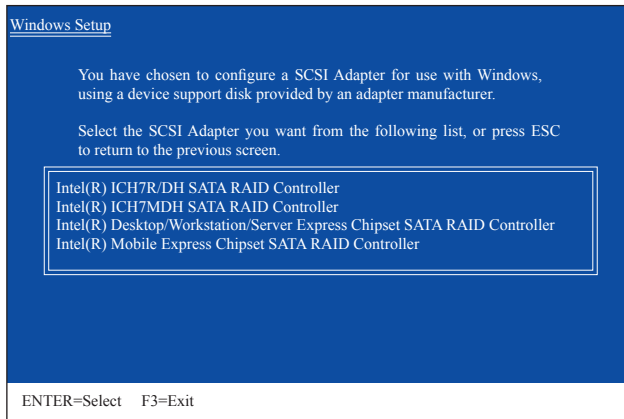 Windows Setup
You have chosen to configure a SCSI Adapter for use with Windows,
using a device support disk provided by an adapter manufacturer.
Select the SCSI Adapter you want from the following list, or press ESC
to return to the previous screen.
Intel(R) ICH7R/DH SATA RAID Controller
Intel(R) ICH7MDH SATA RAID Controller
Intel(R) Desktop/Workstation/Server Express Chipset SATA RAID Controller
Intel(R) Mobile Express Chipset SATA RAID Controller
ENTER=Select F3=Exit